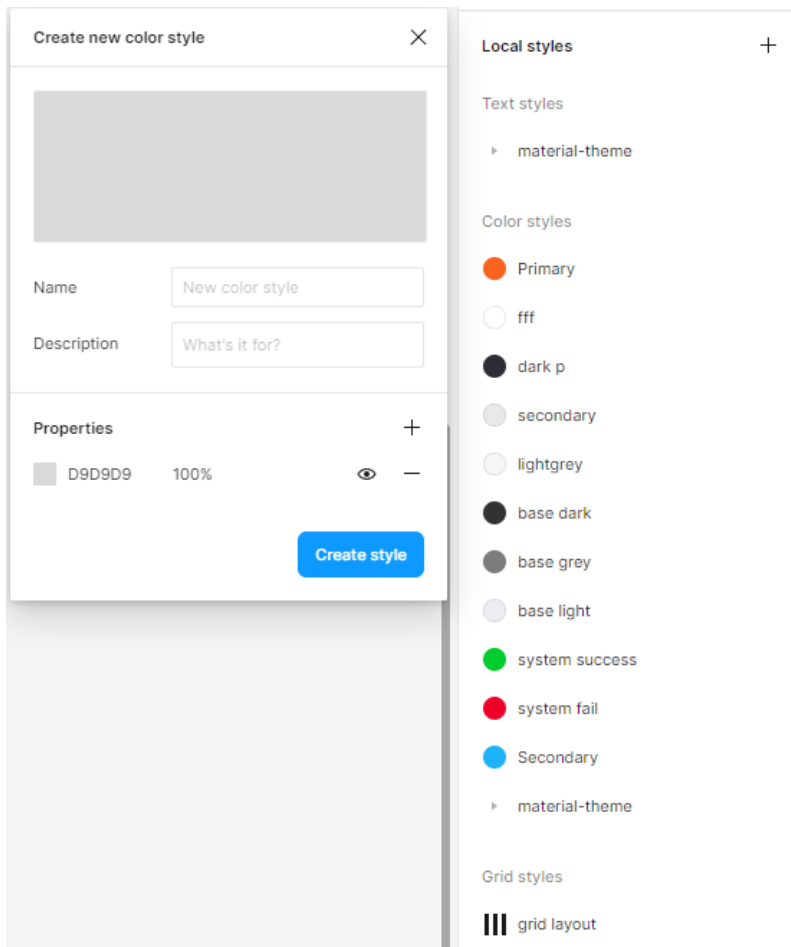 Create new color style
Name
New color style
Description
What's it for?
Properties
D9D9D9 100%
Create style
Local styles
Text styles
material-theme
Color styles
Primary
fff
dark p
secondary
lightgrey
base dark
base grey
base light
system success
system fail
Secondary
material-theme
Grid styles
grid layout